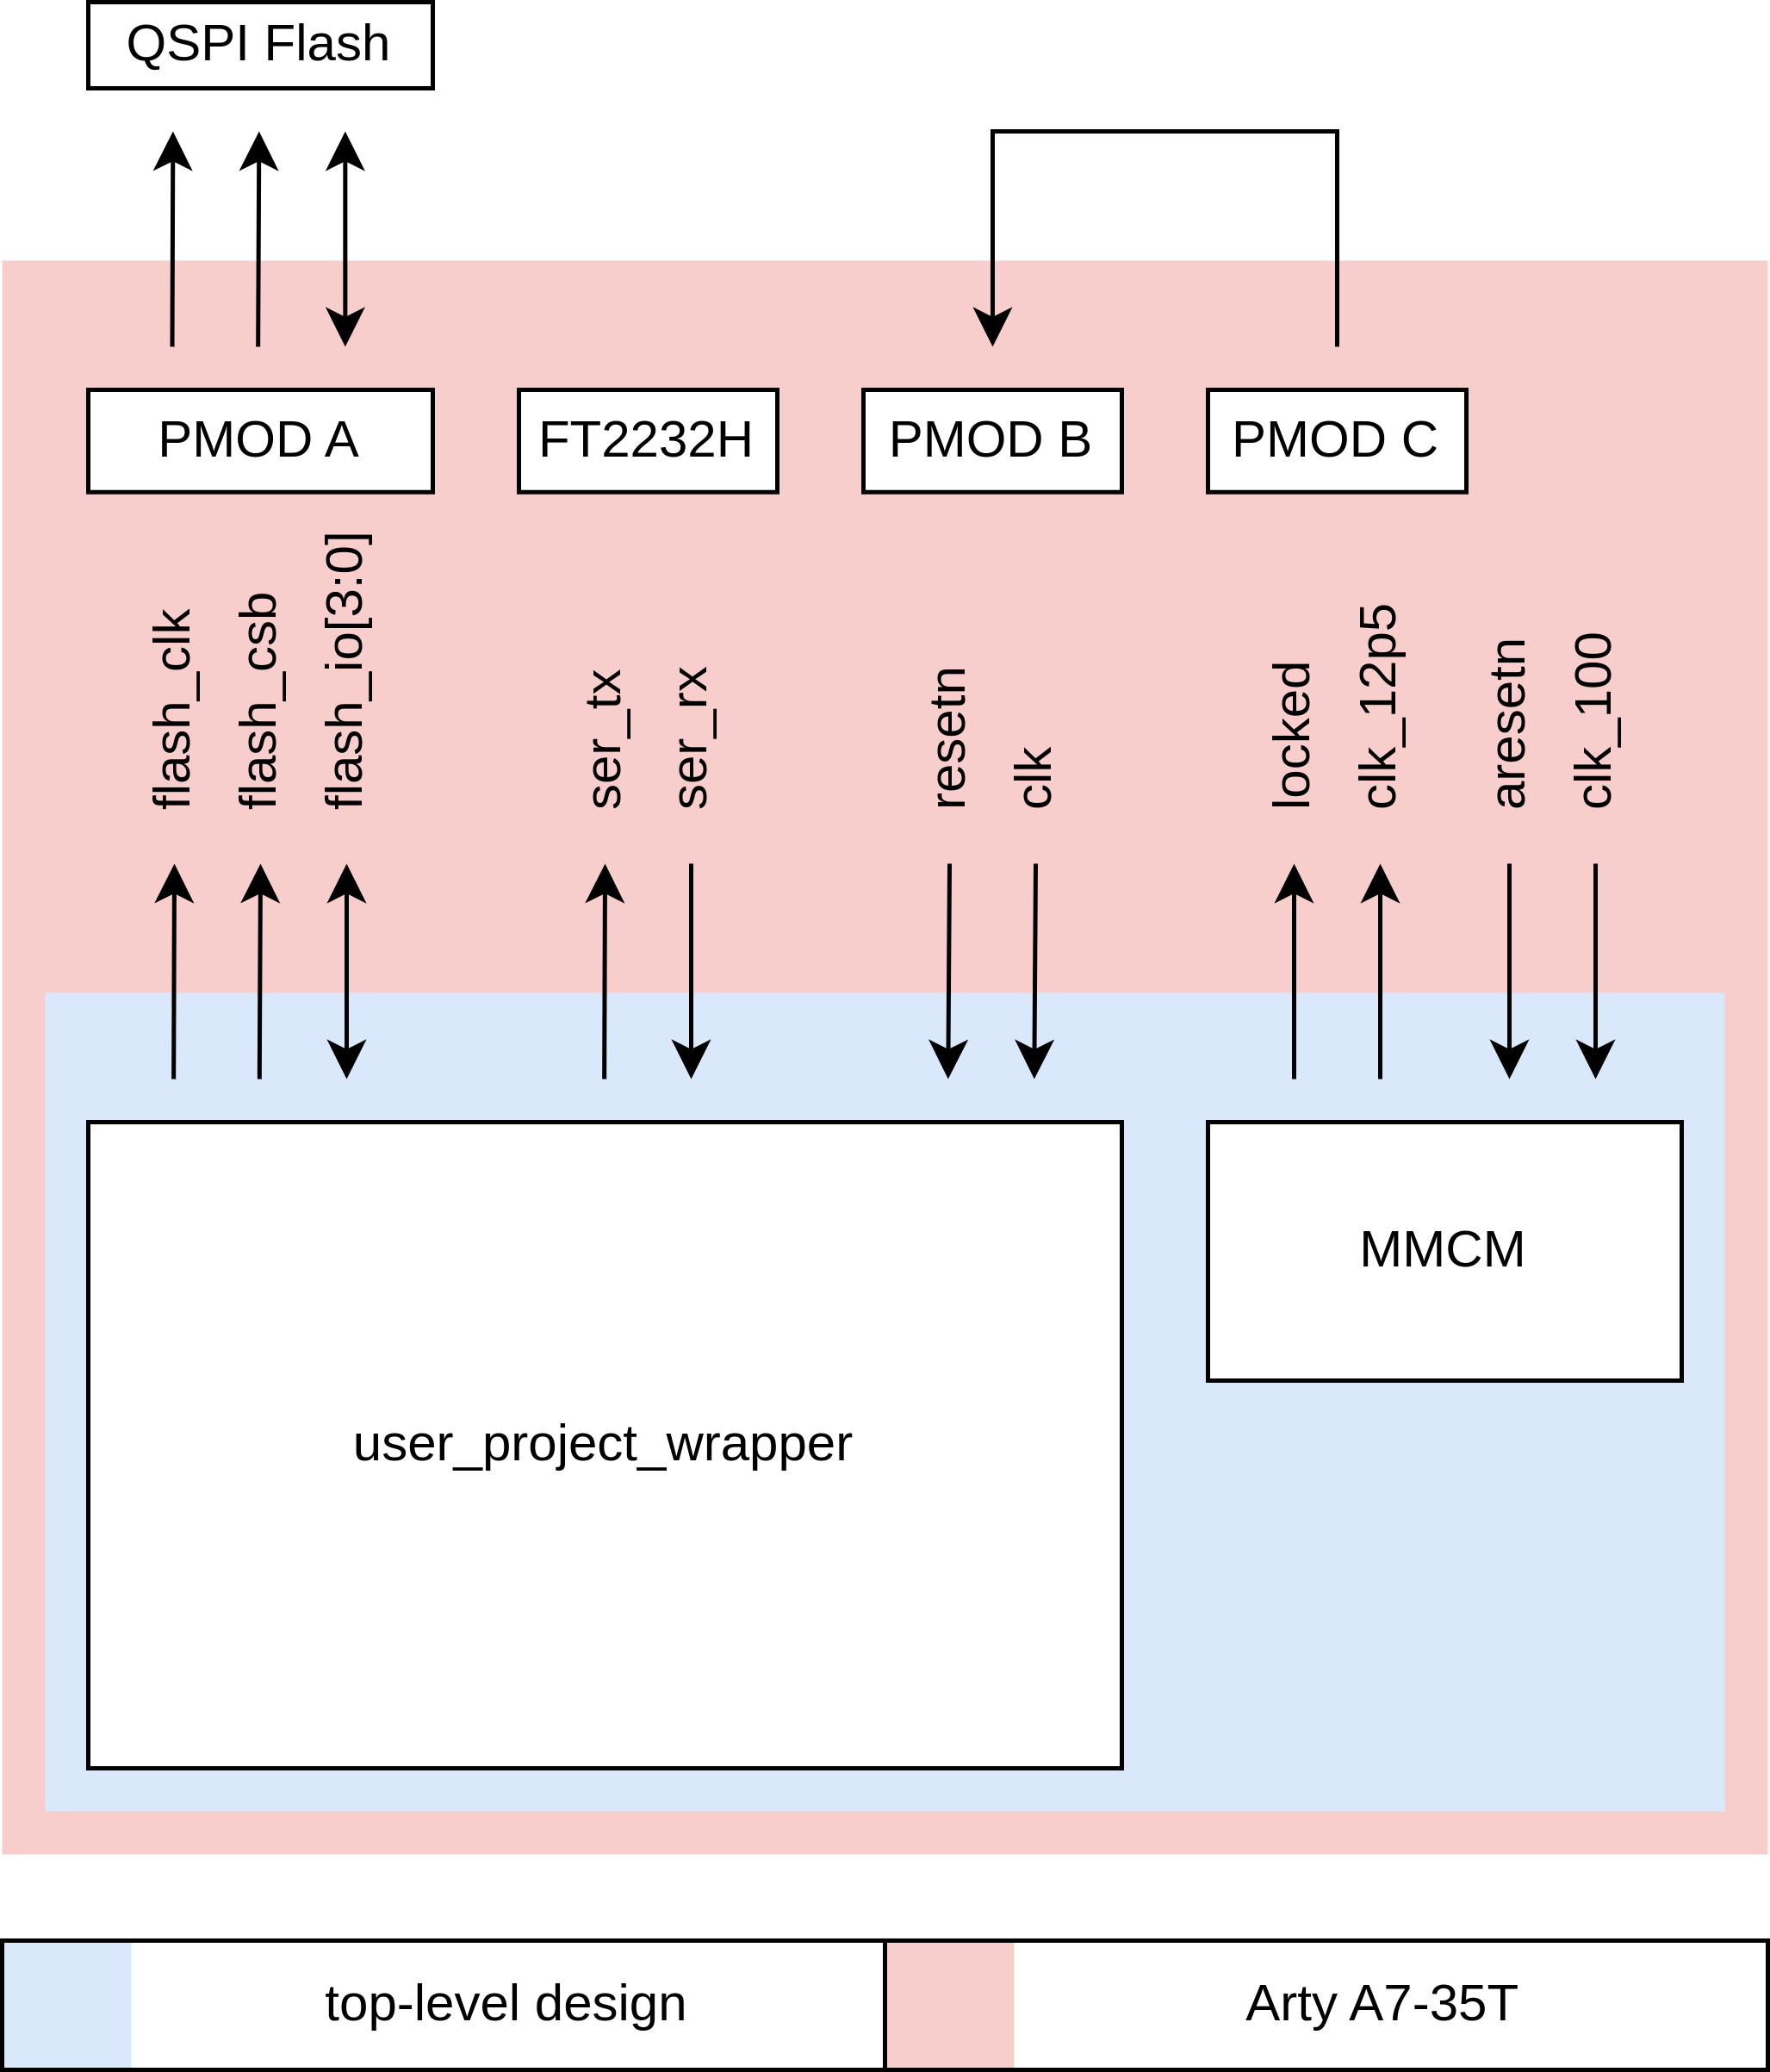 QSPI Flash
PMOD A
FT2232H
PMOD B
PMOD C
flash_clk
flash_csb
flash_io[3:0]
ser_tx
ser_rx
resetn
clk
locked
clk_12p5
aresetn
clk_100
user_project_wrapper
MMCM
top-level design
Arty A7-35T